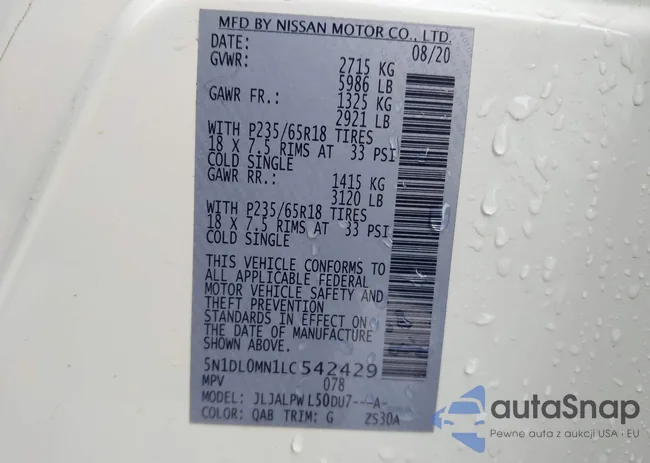 MFD BY NISSAN MOTOR CO., LTD.
DATE: 08/20
GVWR: 2715 KG
5986 LB
GAWR FR.: 1325 KG
2921 LB
WITH P235/65R18 TIRES
18 X 7.5 RIMS AT 33 PSI
COLD SINGLE
GAWR RR.: 1415 KG
3120 LB
WITH P235/65R18 TIRES
18 X 7.5 RIMS AT 33 PSI
COLD SINGLE
THIS VEHICLE CONFORMS TO
ALL APPLICABLE FEDERAL
MOTOR VEHICLE SAFETY AND
THEFT PREVENTION
STANDARDS IN EFFECT ON
THE DATE OF MANUFACTURE
SHOWN ABOVE.
5N1DL0MN1LC542429
MPV 078
MODEL: JLJALPW L50DU7---A-
COLOR: QAB TRIM: G ZS30A
autoSnap
Pewne auta z aukcji USA i EU